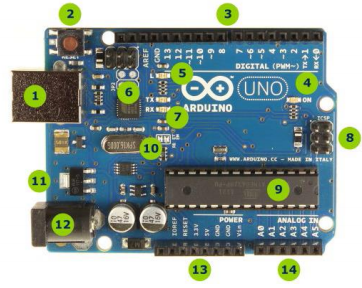 2
3
AREF
GND
13
12
~11
~10
~9
8
7
~6
~5
4
~3
2
TX→1
RX←0
DIGITAL (PWM~)
1
6
5
L
4
ON
TX
RX
7
ARDUINO
UNO
ICSP
8
10
WWW.ARDUINO.CC - MADE IN ITALY
11
9
12
POWER
ANALOG IN
IOREF
RESET
3V3
5V
GND
GND
Vin
A0
A1
A2
A3
A4
A5
13
14